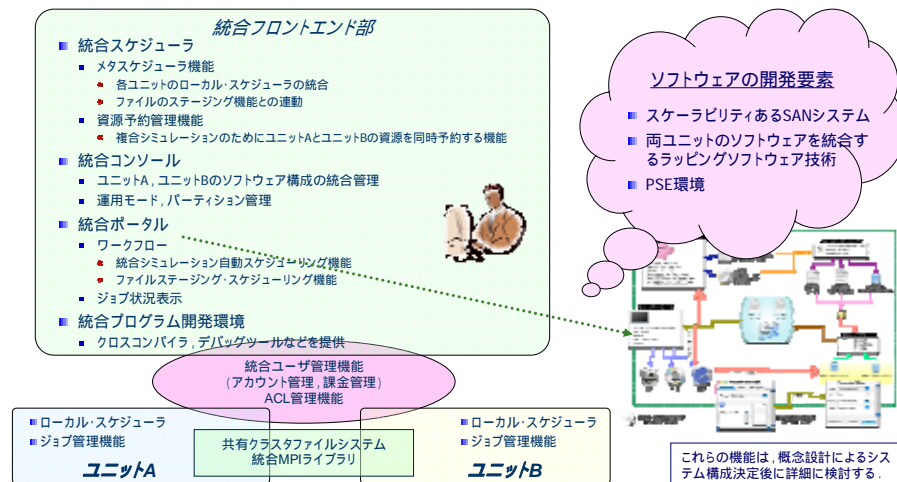 統合フロントエンド部
統合スケジューラ
メタスケジューラ機能
各ユニットのローカル・スケジューラの統合
ファイルのステージング機能との連動
資源予約管理機能
複合シミュレーションのためにユニットAとユニットBの資源を同時予約する機能
統合コンソール
ユニットA，ユニットBのソフトウェア構成の統合管理
運用モード，パーティション管理
統合ポータル
ワークフロー
統合シミュレーション自動スケジューリング機能
ファイルステージング・スケジューリング機能
ジョブ状況表示
統合プログラム開発環境
クロスコンパイラ，デバッグツールなどを提供
統合ユーザ管理機能
（アカウント管理，課金管理）
ACL管理機能
ローカル・スケジューラ
ジョブ管理機能
ユニットA
共有クラスタファイルシステム
統合MPIライブラリ
ローカル・スケジューラ
ジョブ管理機能
ユニットB
ソフトウェアの開発要素
スケーラビリティあるSANシステム
両ユニットのソフトウェアを統合す
るラッピングソフトウェア技術
PSE環境
これらの機能は，概念設計によるシス
テム構成決定後に詳細に検討する．